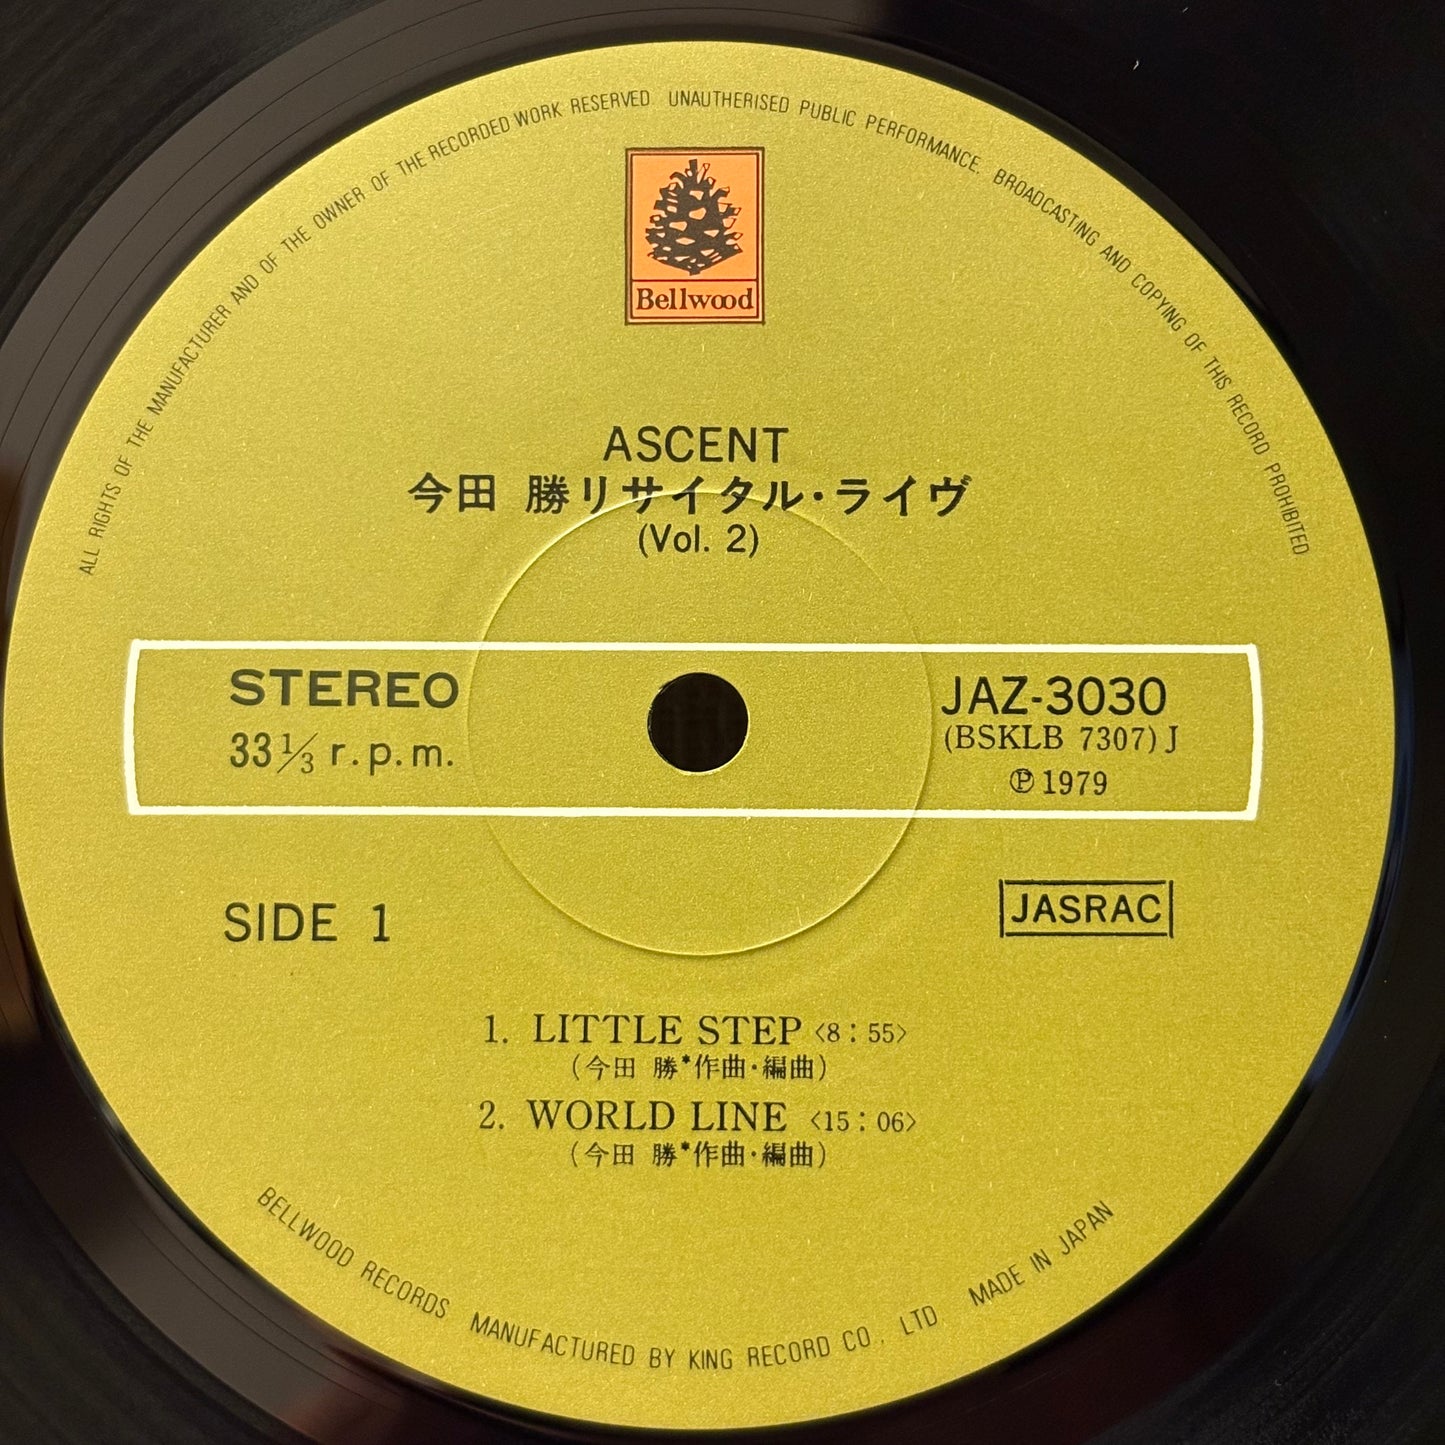 ALL RIGHTS OF THE MANUFACTURER AND OF THE OWNER OF THE RECORDED WORK RESERVED. UNAUTHERISED PUBLIC PERFORMANCE, BROADCASTING AND COPYING OF THIS RECORD PROHIBITED
Bellwood
ASCENT
今田 勝リサイタル・ライヴ
(Vol. 2)
STEREO
33 1/3 r.p.m.
JAZ-3030
(BSKLB 7307) J
℗ 1979
SIDE 1
JASRAC
1. LITTLE STEP 〈8:55〉
(今田 勝*作曲・編曲)
2. WORLD LINE 〈15:06〉
(今田 勝*作曲・編曲)
BELLWOOD RECORDS MANUFACTURED BY KING RECORD CO., LTD MADE IN JAPAN